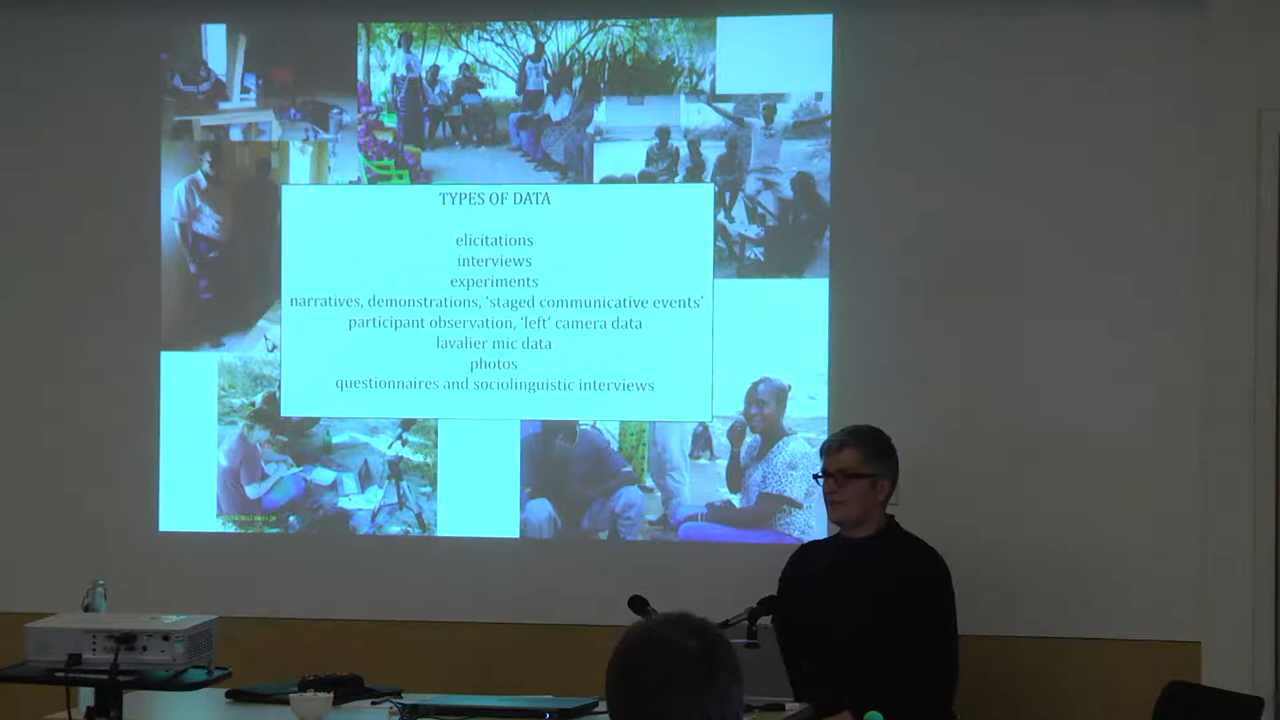 TYPES OF DATA
elicitations
interviews
experiments
narratives, demonstrations, ‘staged communicative events’
participant observation, ‘left’ camera data
lavalier mic data
photos
questionnaires and sociolinguistic interviews